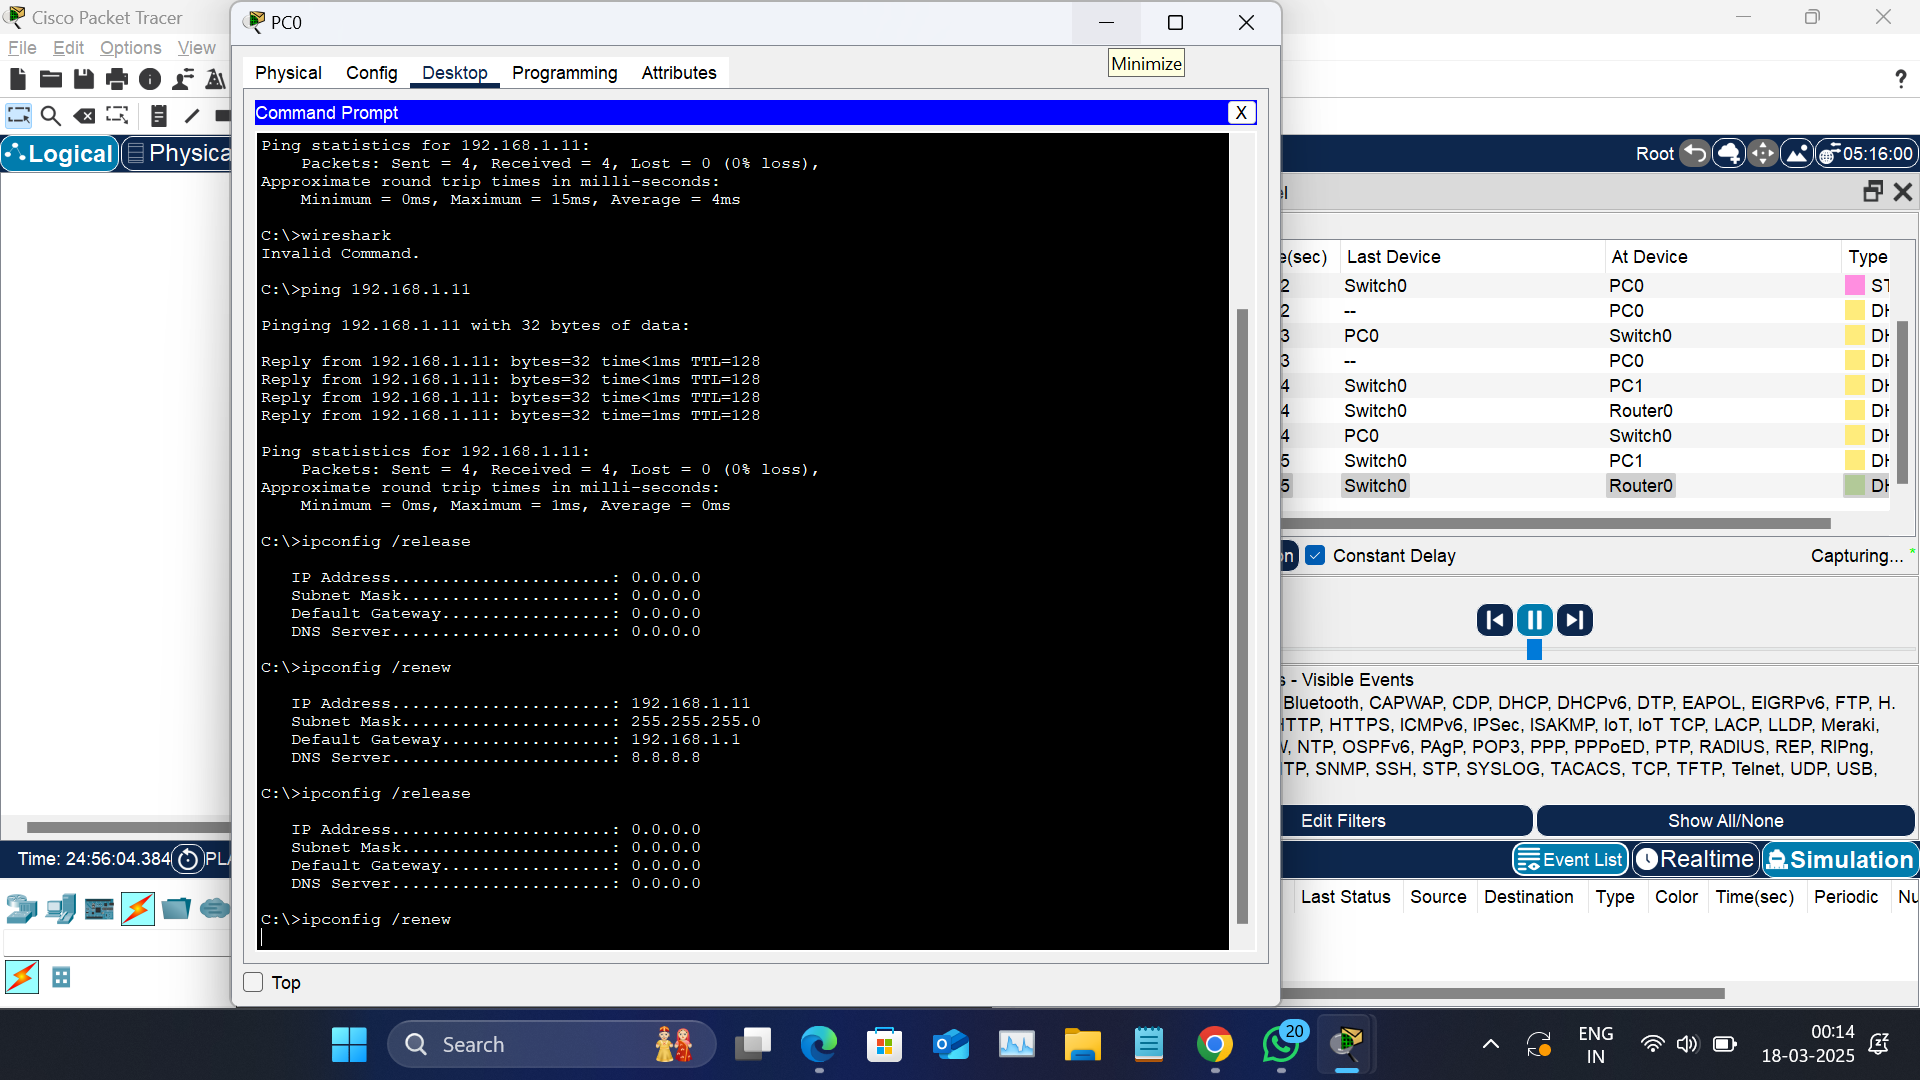 Cisco Packet Tracer
File Edit Options View
Logical
Physica
Time: 24:56:04.384
PC0
Minimize
Physical Config Desktop Programming Attributes
Command Prompt
X
Ping statistics for 192.168.1.11:
Packets: Sent = 4, Received = 4, Lost = 0 (0% loss),
Approximate round trip times in milli-seconds:
Minimum = 0ms, Maximum = 15ms, Average = 4ms
C:\>wireshark
Invalid Command.
C:\>ping 192.168.1.11
Pinging 192.168.1.11 with 32 bytes of data:
Reply from 192.168.1.11: bytes=32 time<1ms TTL=128
Reply from 192.168.1.11: bytes=32 time<1ms TTL=128
Reply from 192.168.1.11: bytes=32 time<1ms TTL=128
Reply from 192.168.1.11: bytes=32 time=1ms TTL=128
Ping statistics for 192.168.1.11:
Packets: Sent = 4, Received = 4, Lost = 0 (0% loss),
Approximate round trip times in milli-seconds:
Minimum = 0ms, Maximum = 1ms, Average = 0ms
C:\>ipconfig /release
IP Address......................: 0.0.0.0
Subnet Mask.....................: 0.0.0.0
Default Gateway.................: 0.0.0.0
DNS Server......................: 0.0.0.0
C:\>ipconfig /renew
IP Address......................: 192.168.1.11
Subnet Mask.....................: 255.255.255.0
Default Gateway.................: 192.168.1.1
DNS Server......................: 8.8.8.8
C:\>ipconfig /release
IP Address......................: 0.0.0.0
Subnet Mask.....................: 0.0.0.0
Default Gateway.................: 0.0.0.0
DNS Server......................: 0.0.0.0
C:\>ipconfig /renew
Top
?
Root 05:16:00
(sec) Last Device At Device Type
2 Switch0 PC0 ST
2 -- PC0 DH
3 PC0 Switch0 DH
3 -- PC0 DH
4 Switch0 PC1 DH
4 Switch0 Router0 DH
4 PC0 Switch0 DH
5 Switch0 PC1 DH
5 Switch0 Router0 DH
Constant Delay Capturing... *
- Visible Events
Bluetooth, CAPWAP, CDP, DHCP, DHCPv6, DTP, EAPOL, EIGRPv6, FTP, H.
HTTP, HTTPS, ICMPv6, IPSec, ISAKMP, IoT, IoT TCP, LACP, LLDP, Meraki,
NTP, OSPFv6, PAgP, POP3, PPP, PPPoED, PTP, RADIUS, REP, RIPng,
TP, SNMP, SSH, STP, SYSLOG, TACACS, TCP, TFTP, Telnet, UDP, USB,
Edit Filters Show All/None
Event List Realtime Simulation
Last Status Source Destination Type Color Time(sec) Periodic Nu
Search
20
ENG
IN
00:14
18-03-2025